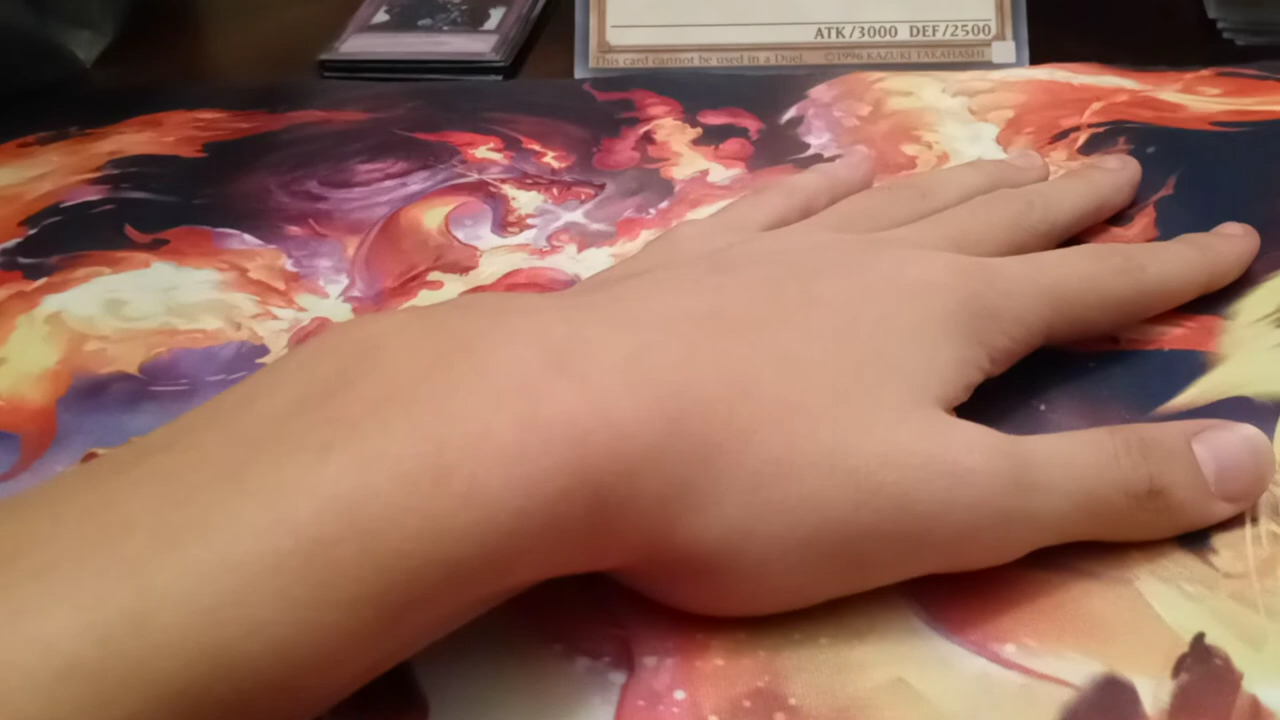 ATK/3000 DEF/2500
This card cannot be used in a Duel. ©1996 KAZUKI TAKAHASHI